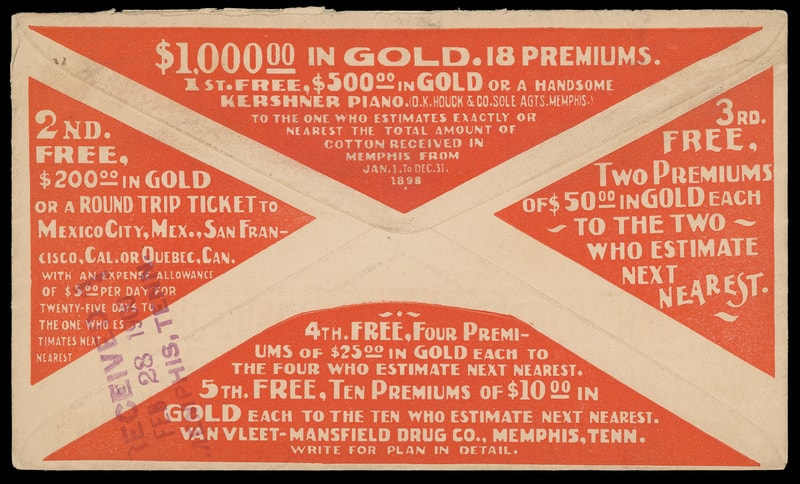 $1,000.00 IN GOLD. 18 PREMIUMS.
1ST. FREE, $500.00 IN GOLD OR A HANDSOME
KERSHNER PIANO. (O.K. HOUCK & CO. SOLE AGTS. MEMPHIS.)
TO THE ONE WHO ESTIMATES EXACTLY OR
NEAREST THE TOTAL AMOUNT OF
COTTON RECEIVED IN
MEMPHIS FROM
JAN. 1. TO DEC. 31.
1898
2ND.
FREE,
$200.00 IN GOLD
OR A ROUND TRIP TICKET TO
MEXICO CITY, MEX., SAN FRAN-
CISCO, CAL. OR QUEBEC, CAN.
WITH AN EXPENSE ALLOWANCE
OF $5.00 PER DAY FOR
TWENTY-FIVE DAYS TO
THE ONE WHO ES
TIMATES NEXT
NEAREST
3RD.
FREE,
TWO PREMIUMS
OF $50.00 IN GOLD EACH
~ TO THE TWO ~
WHO ESTIMATE
NEXT
NEAREST.
4TH. FREE, FOUR PREMI-
UMS OF $25.00 IN GOLD EACH TO
THE FOUR WHO ESTIMATE NEXT NEAREST.
5TH. FREE, TEN PREMIUMS OF $10.00 IN
GOLD EACH TO THE TEN WHO ESTIMATE NEXT NEAREST.
VAN VLEET-MANSFIELD DRUG CO., MEMPHIS, TENN.
WRITE FOR PLAN IN DETAIL.
RECEIVED
FEB 28
MEMPHIS, TENN.